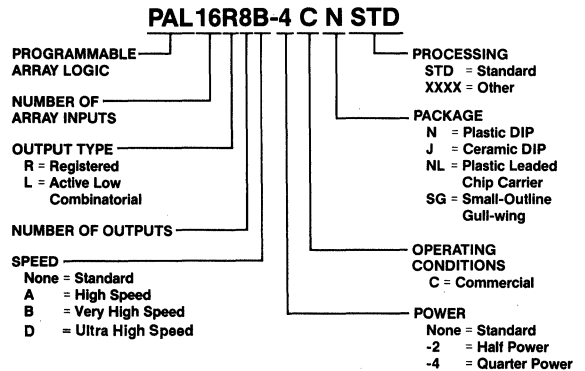 PAL16R8B-4 C N STD
PROGRAMMABLE
ARRAY LOGIC
NUMBER OF
ARRAY INPUTS
OUTPUT TYPE
R = Registered
L = Active Low
Combinatorial
NUMBER OF OUTPUTS
SPEED
None = Standard
A = High Speed
B = Very High Speed
D = Ultra High Speed
PROCESSING
STD = Standard
XXXX = Other
PACKAGE
N = Plastic DIP
J = Ceramic DIP
NL = Plastic Leaded
Chip Carrier
SG = Small-Outline
Gull-wing
OPERATING
CONDITIONS
C = Commercial
POWER
None = Standard
-2 = Half Power
-4 = Quarter Power